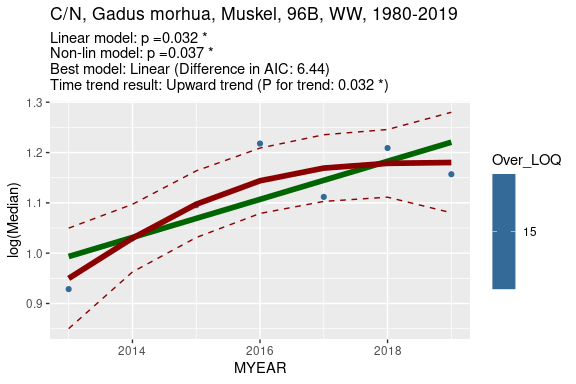 C/N, Gadus morhua, Muskel, 96B, WW, 1980-2019
Linear model: p =0.032 *
Non-lin model: p =0.037 *
Best model: Linear (Difference in AIC: 6.44)
Time trend result: Upward trend (P for trend: 0.032 *)
1.3
1.2
1.1
1.0
0.9
log(Median)
2014
2016
2018
MYEAR
Over_LOQ
15